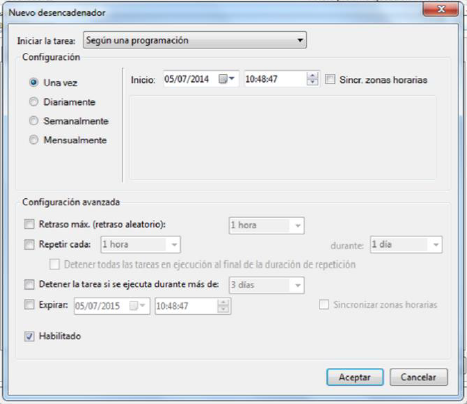 Nuevo desencadenador
Iniciar la tarea: Según una programación
Configuración
Una vez
Inicio: 05/07/2014 10:48:47 Sincr. zonas horarias
Diariamente
Semanalmente
Mensualmente
Configuración avanzada
Retraso máx. (retraso aleatorio): 1 hora
Repetir cada: 1 hora durante: 1 día
Detener todas las tareas en ejecución al final de la duración de repetición
Detener la tarea si se ejecuta durante más de: 3 días
Expirar: 05/07/2015 10:48:47 Sincronizar zonas horarias
Habilitado
Aceptar Cancelar